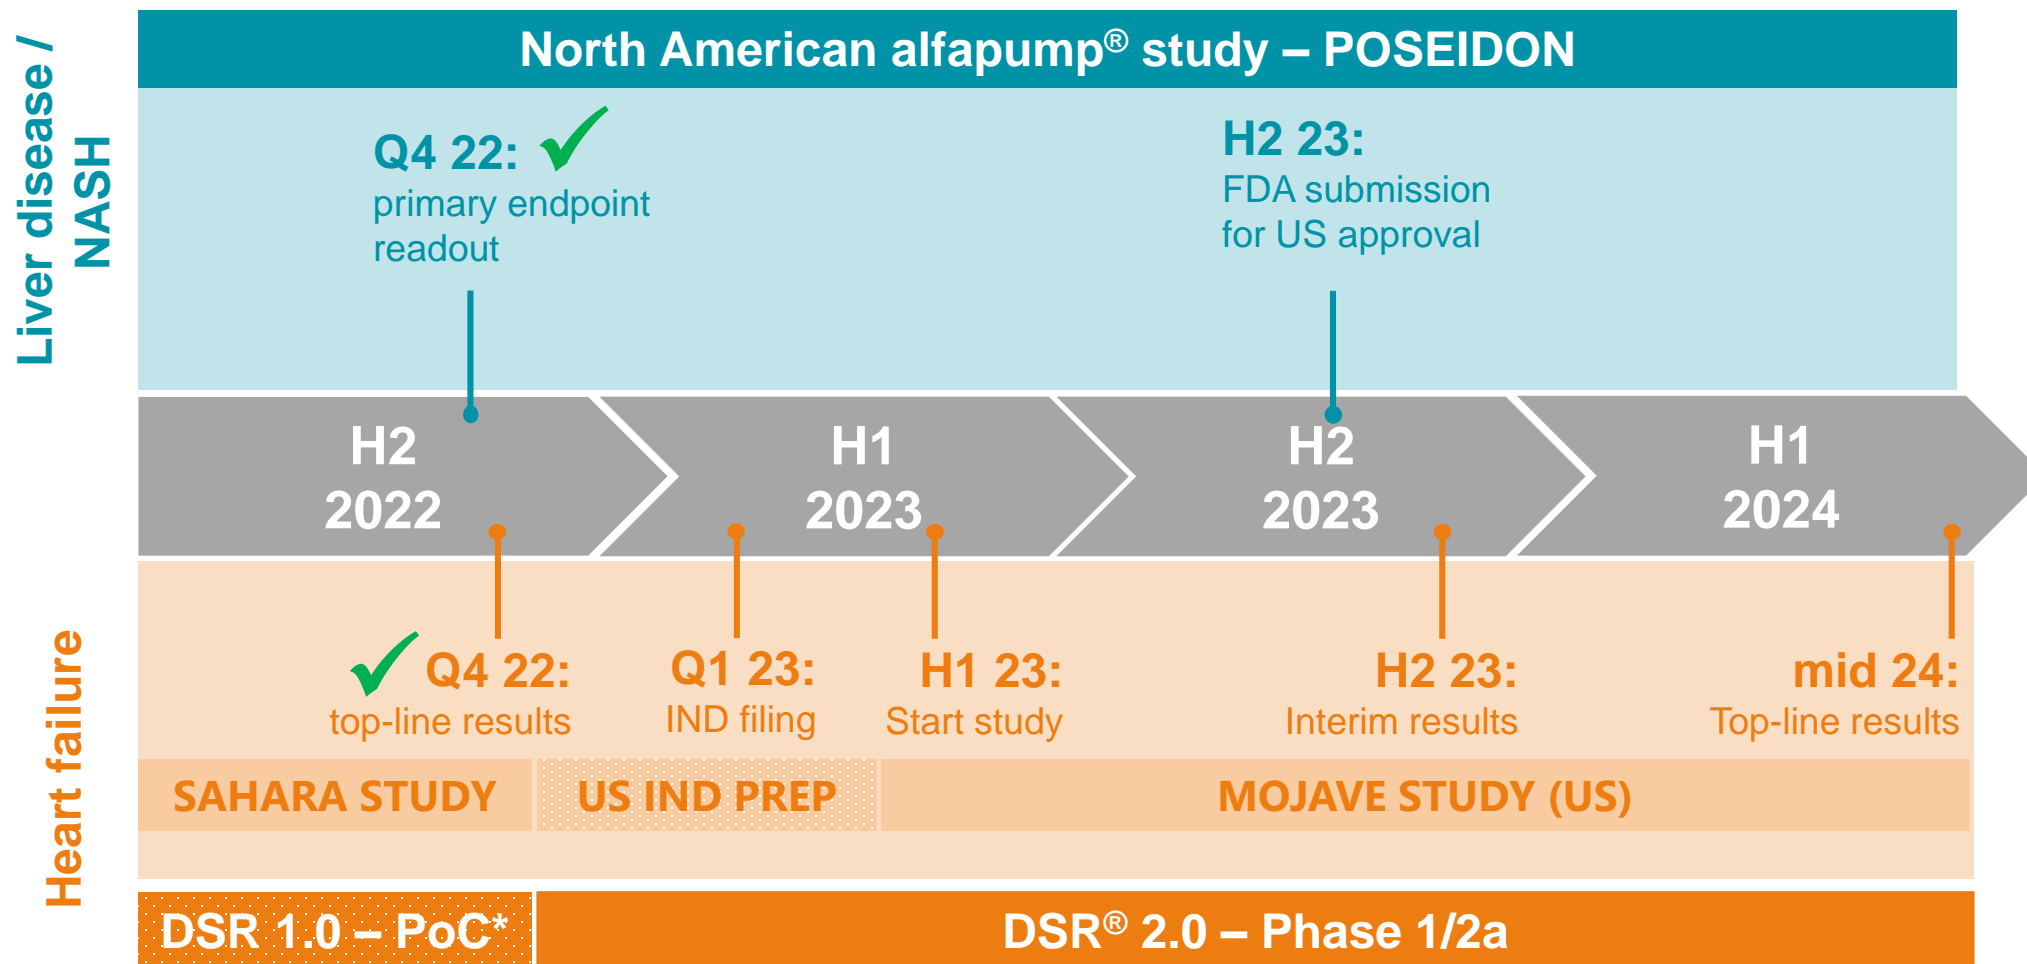 Liver disease /
NASH
North American alfapump® study – POSEIDON
Q4 22:
primary endpoint
readout
H2 23:
FDA submission
for US approval
H2
2022
H1
2023
H2
2023
H1
2024
Heart failure
Q4 22:
top-line results
Q1 23:
IND filing
H1 23:
Start study
H2 23:
Interim results
mid 24:
Top-line results
SAHARA STUDY
US IND PREP
MOJAVE STUDY (US)
DSR 1.0 – PoC*
DSR® 2.0 – Phase 1/2a